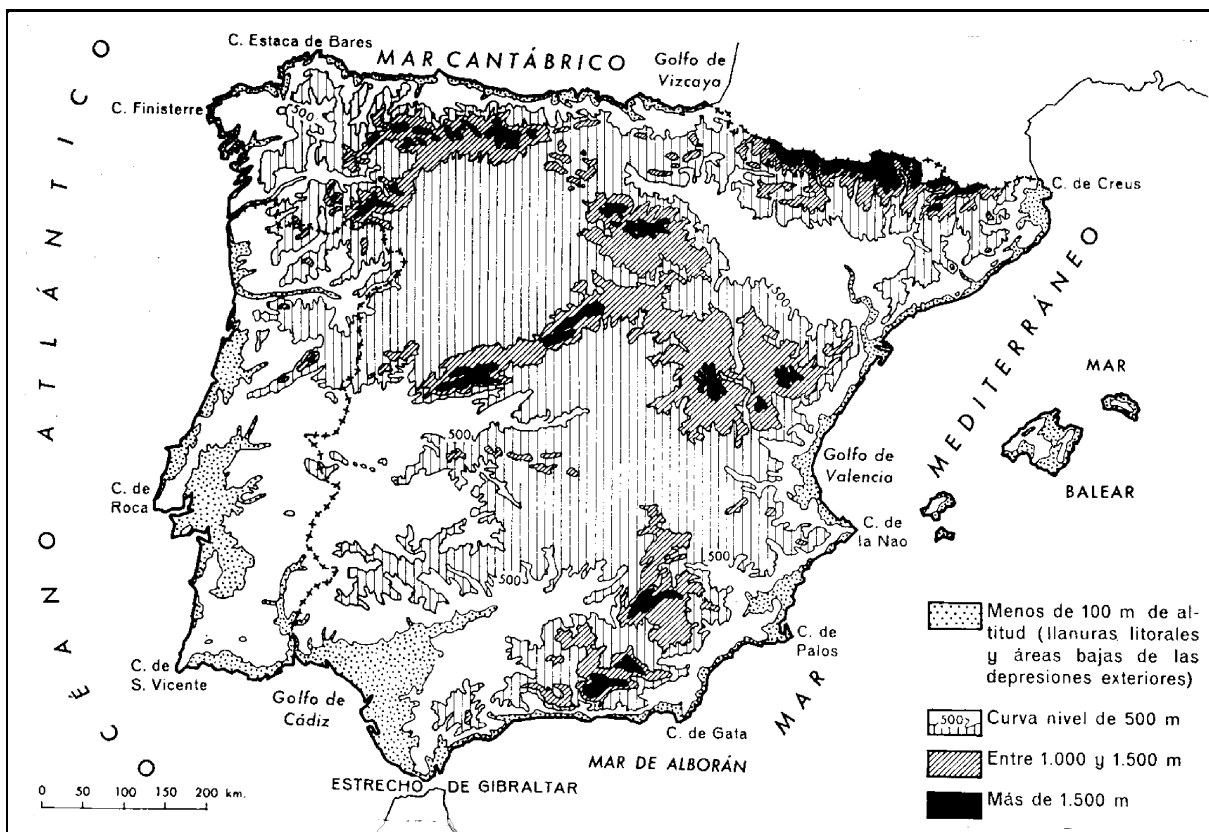 C. Estaca de Bares
MAR CANTÁBRICO
Golfo de
Vizcaya
C. Finisterre
500
C. de Creus
OCÉANO ATLÁNTICO
500
MAR MEDITERRÁNEO
MAR
BALEAR
500
Golfo de
Valencia
C. de
Roca
C. de
la Nao
500
500
C. de
Palos
C. de
S. Vicente
Golfo de
Cádiz
C. de Gata
MAR DE ALBORÁN
ESTRECHO DE GIBRALTAR
0 50 100 150 200 km.
Menos de 100 m de al-
titud (llanuras litorales
y áreas bajas de las
depresiones exteriores)
500
Curva nivel de 500 m
Entre 1.000 y 1.500 m
Más de 1.500 m